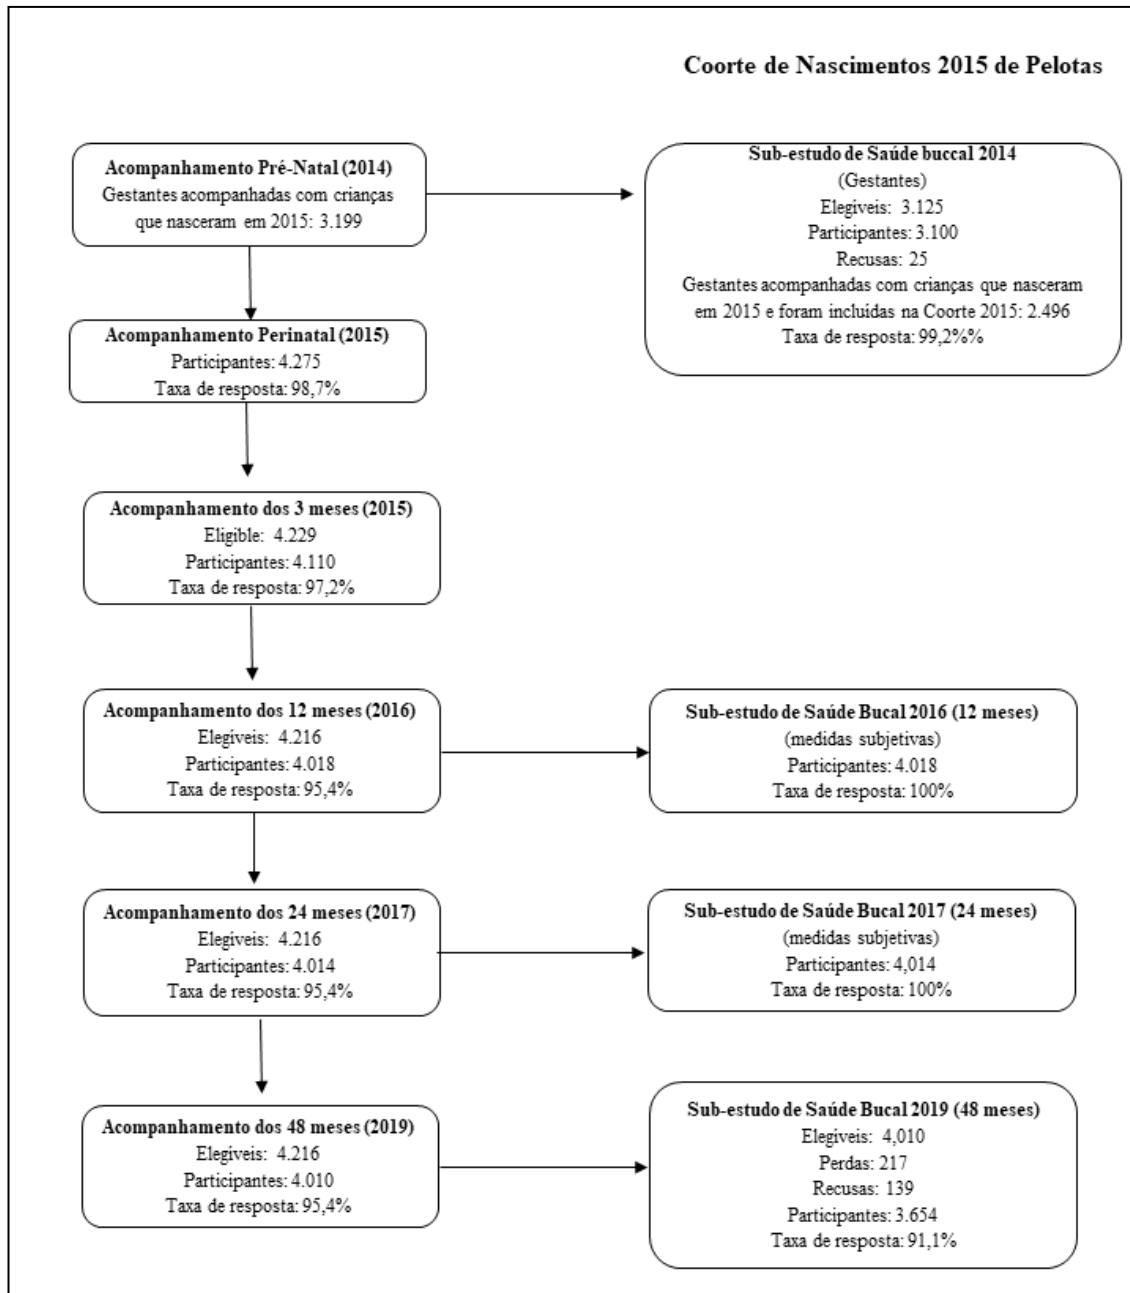 Coorte de Nascimentos 2015 de Pelotas
Acompanhamento Pré-Natal (2014)
Gestantes acompanhadas com crianças
que nasceram em 2015: 3.199
Sub-estudo de Saúde buccal 2014
(Gestantes)
Elegíveis: 3.125
Participantes: 3.100
Recusas: 25
Gestantes acompanhadas com crianças que nasceram
em 2015 e foram incluídas na Coorte 2015: 2.496
Taxa de resposta: 99,2%%
Acompanhamento Perinatal (2015)
Participantes: 4.275
Taxa de resposta: 98,7%
Acompanhamento dos 3 meses (2015)
Eligible: 4.229
Participantes: 4.110
Taxa de resposta: 97,2%
Acompanhamento dos 12 meses (2016)
Elegíveis: 4.216
Participantes: 4.018
Taxa de resposta: 95,4%
Sub-estudo de Saúde Bucal 2016 (12 meses)
(medidas subjetivas)
Participantes: 4.018
Taxa de resposta: 100%
Acompanhamento dos 24 meses (2017)
Elegíveis: 4.216
Participantes: 4.014
Taxa de resposta: 95,4%
Sub-estudo de Saúde Bucal 2017 (24 meses)
(medidas subjetivas)
Participantes: 4,014
Taxa de resposta: 100%
Acompanhamento dos 48 meses (2019)
Elegíveis: 4.216
Participantes: 4.010
Taxa de resposta: 95,4%
Sub-estudo de Saúde Bucal 2019 (48 meses)
Elegíveis: 4,010
Perdas: 217
Recusas: 139
Participantes: 3.654
Taxa de resposta: 91,1%